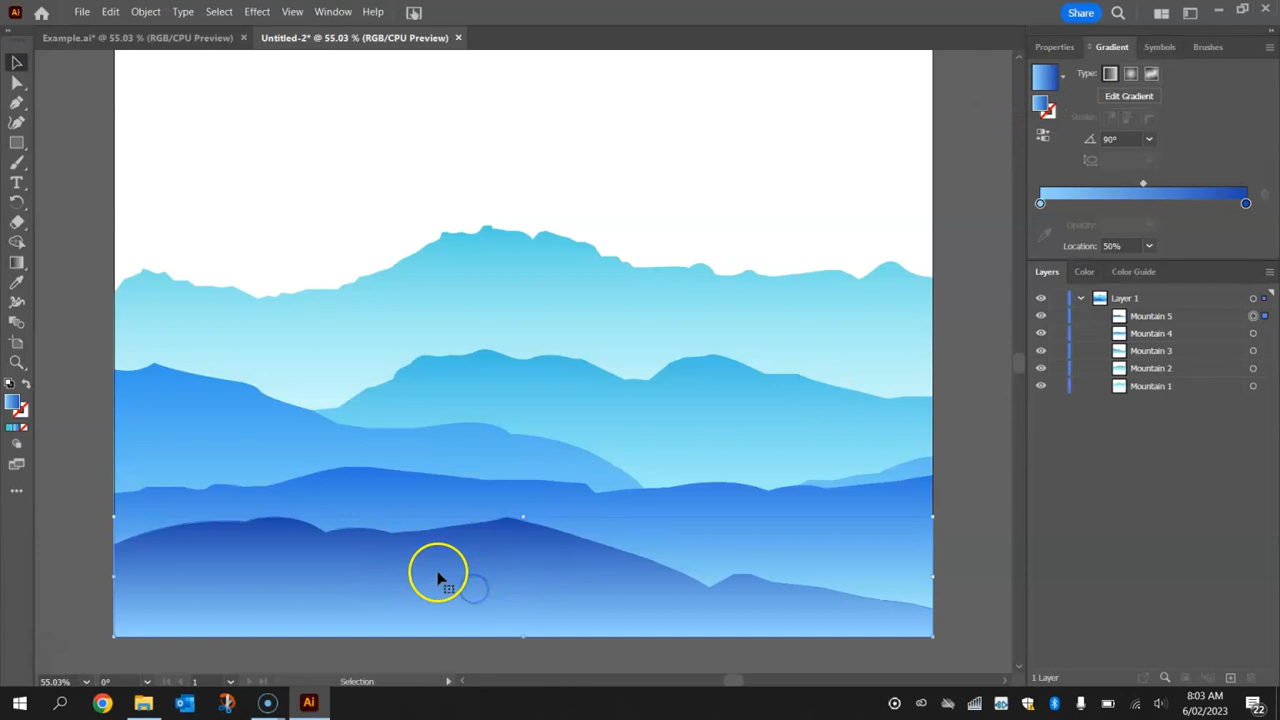 Ai File Edit Object Type Select Effect View Window Help Share
Example.ai* @ 55.03 % (RGB/CPU Preview) × Untitled-2* @ 55.03 % (RGB/CPU Preview) ×
Properties Gradient Symbols Brushes
Type:
Edit Gradient
Stroke:
90°
Opacity:
Location: 50%
Layers Color Color Guide
Layer 1
Mountain 5
Mountain 4
Mountain 3
Mountain 2
Mountain 1
55.03% 0° 1 Selection 1 Layer
Ai 8:03 AM
6/02/2023 22